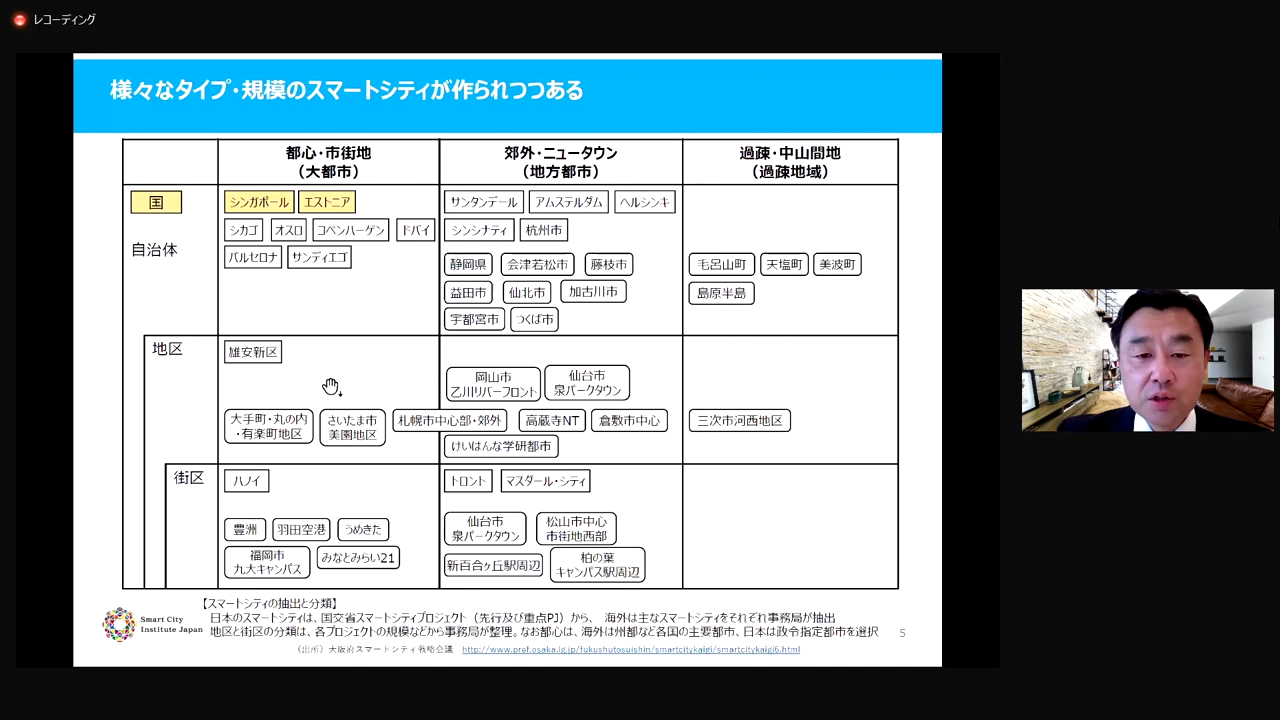 レコーディング
様々なタイプ・規模のスマートシティが作られつつある
都心・市街地
（大都市）
郊外・ニュータウン
（地方都市）
過疎・中山間地
（過疎地域）
国
シンガポール エストニア
サンタンデール アムステルダム ヘルシンキ
自治体
シカゴ オスロ コペンハーゲン ドバイ
シンシナティ 杭州市
バルセロナ サンディエゴ
静岡県 会津若松市 藤枝市
毛呂山町 天塩町 美波町
益田市 仙北市 加古川市
島原半島
宇都宮市 つくば市
地区
雄安新区
岡山市
乙川リバーフロント
仙台市
泉パークタウン
大手町・丸の内
・有楽町地区
さいたま市
美園地区
札幌市中心部・郊外 高蔵寺NT 倉敷市中心
三次市河西地区
けいはんな学研都市
街区
ハノイ
トロント マスダール・シティ
豊洲 羽田空港 うめきた
仙台市
泉パークタウン
松山市中心
市街地西部
福岡市
九大キャンパス
みなとみらい21
新百合ヶ丘駅周辺
柏の葉
キャンパス駅周辺
【スマートシティの抽出と分類】
日本のスマートシティは、国交省スマートシティプロジェクト（先行及び重点PJ）から、 海外は主なスマートシティをそれぞれ事務局が抽出
地区と街区の分類は、各プロジェクトの規模などから事務局が整理。なお都心は、海外は州都など各国の主要都市、日本は政令指定都市を選択
Smart City
Institute Japan
5
（出所）大阪府スマートシティ戦略会議 http://www.pref.osaka.lg.jp/fukushutosuishin/smartcitykaigi/smartcitykaigi6.html